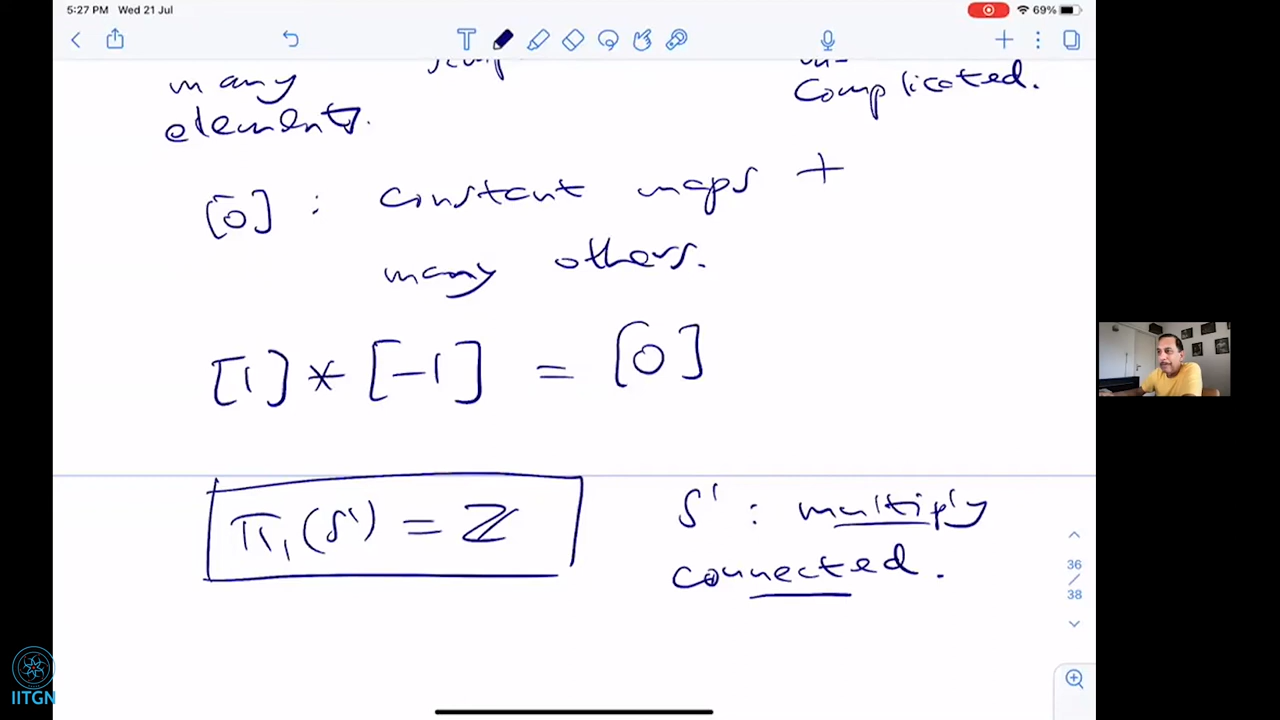 5:27 PM Wed 21 Jul
69%
many
complicated.
elements.
[0] : constant maps +
many others.
[1] * [-1] = [0]
π₁(S¹) = ℤ
S¹ : multiply
connected.
36
/
38
IITGN